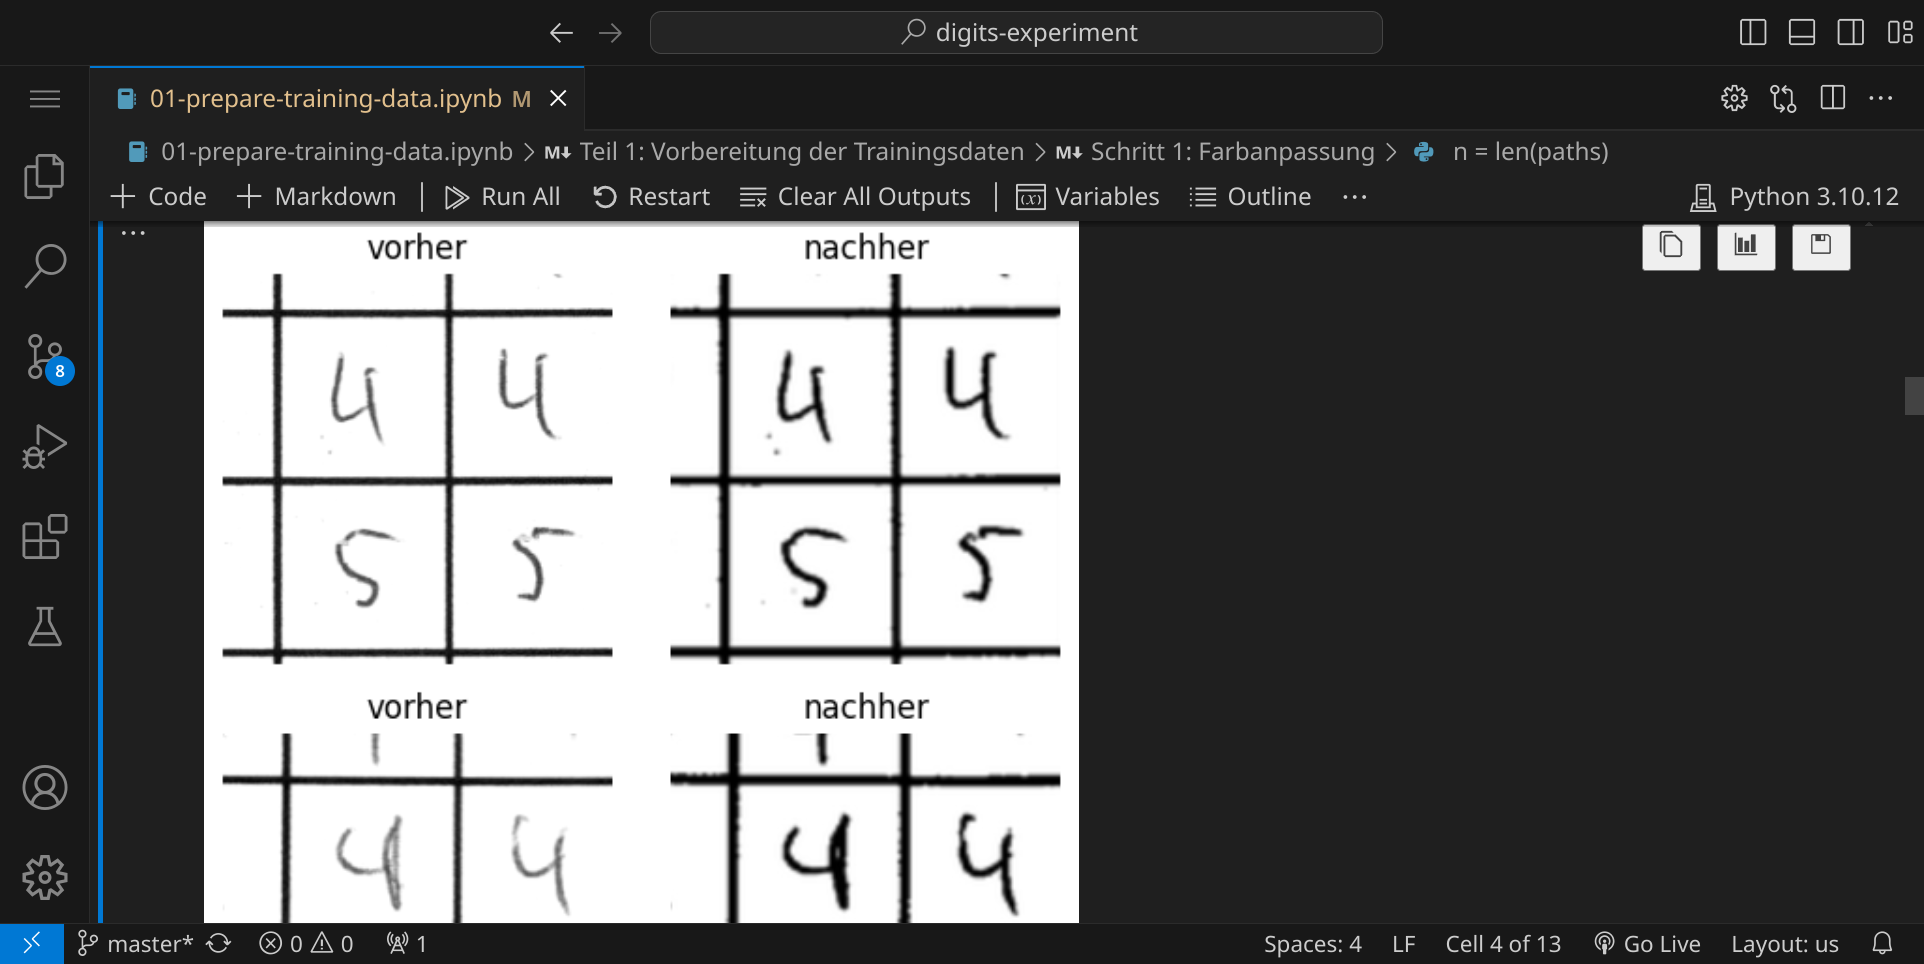 digits-experiment
01-prepare-training-data.ipynb M
01-prepare-training-data.ipynb > M↓ Teil 1: Vorbereitung der Trainingsdaten > M↓ Schritt 1: Farbanpassung > n = len(paths)
+ Code + Markdown | Run All Restart Clear All Outputs | (x) Variables Outline ... Python 3.10.12
...
vorher nachher
4 4 4 4
5 5 5 5
vorher nachher
4 4 4 4
8
master* 0 0 1 Spaces: 4 LF Cell 4 of 13 Go Live Layout: us